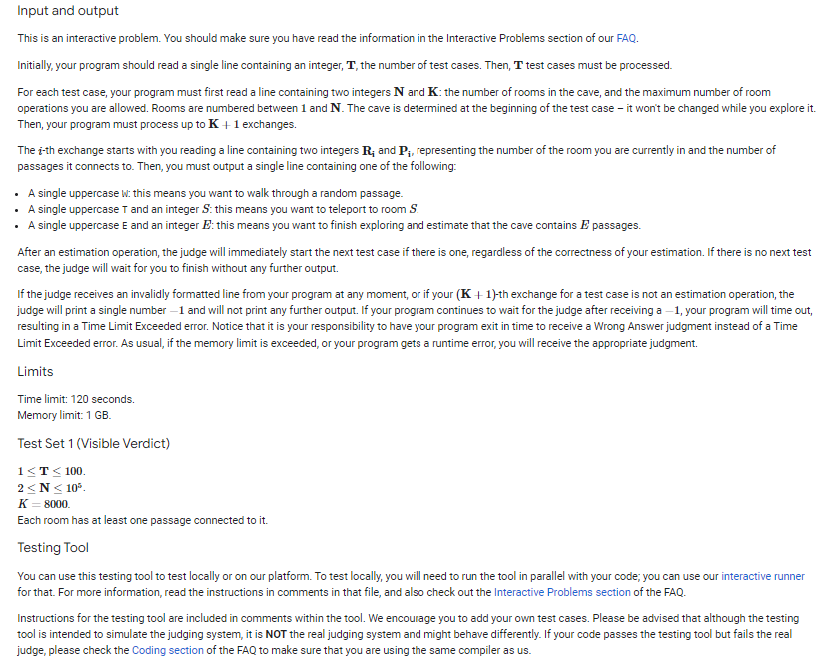 Input and output
This is an interactive problem. You should make sure you have read the information in the Interactive Problems section of our FAQ.
Initially, your program should read a single line containing an integer, T, the number of test cases. Then, T test cases must be processed.
For each test case, your program must first read a line containing two integers N and K: the number of rooms in the cave, and the maximum number of room
operations you are allowed. Rooms are numbered between 1 and N. The cave is determined at the beginning of the test case – it won't be changed while you explore it.
Then, your program must process up to K + 1 exchanges.
The i-th exchange starts with you reading a line containing two integers Rᵢ and Pᵢ, representing the number of the room you are currently in and the number of
passages it connects to. Then, you must output a single line containing one of the following:
• A single uppercase W: this means you want to walk through a random passage.
• A single uppercase T and an integer S: this means you want to teleport to room S
• A single uppercase E and an integer E: this means you want to finish exploring and estimate that the cave contains E passages.
After an estimation operation, the judge will immediately start the next test case if there is one, regardless of the correctness of your estimation. If there is no next test
case, the judge will wait for you to finish without any further output.
If the judge receives an invalidly formatted line from your program at any moment, or if your (K + 1)-th exchange for a test case is not an estimation operation, the
judge will print a single number −1 and will not print any further output. If your program continues to wait for the judge after receiving a −1, your program will time out,
resulting in a Time Limit Exceeded error. Notice that it is your responsibility to have your program exit in time to receive a Wrong Answer judgment instead of a Time
Limit Exceeded error. As usual, if the memory limit is exceeded, or your program gets a runtime error, you will receive the appropriate judgment.
Limits
Time limit: 120 seconds.
Memory limit: 1 GB.
Test Set 1 (Visible Verdict)
1 ≤ T ≤ 100.
2 ≤ N ≤ 10⁵.
K = 8000.
Each room has at least one passage connected to it.
Testing Tool
You can use this testing tool to test locally or on our platform. To test locally, you will need to run the tool in parallel with your code; you can use our interactive runner
for that. For more information, read the instructions in comments in that file, and also check out the Interactive Problems section of the FAQ.
Instructions for the testing tool are included in comments within the tool. We encourage you to add your own test cases. Please be advised that although the testing
tool is intended to simulate the judging system, it is NOT the real judging system and might behave differently. If your code passes the testing tool but fails the real
judge, please check the Coding section of the FAQ to make sure that you are using the same compiler as us.